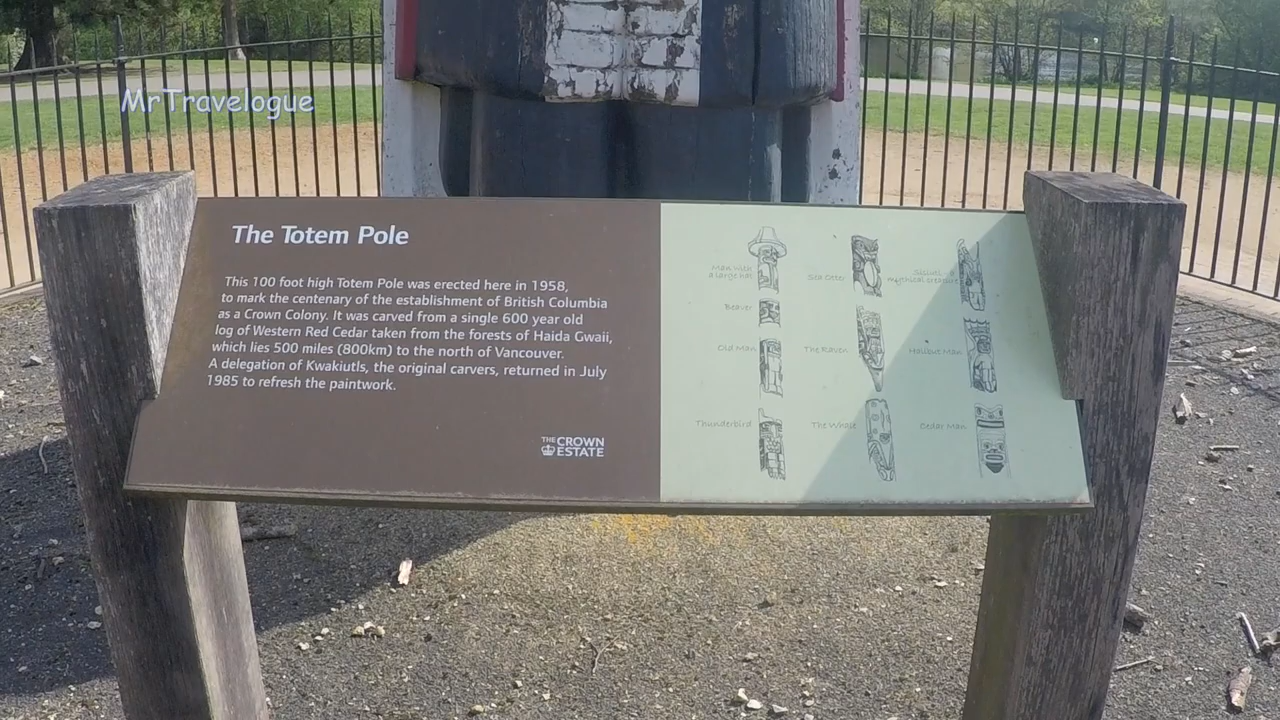 MrTravelogue
The Totem Pole
This 100 foot high Totem Pole was erected here in 1958,
to mark the centenary of the establishment of British Columbia
as a Crown Colony. It was carved from a single 600 year old
log of Western Red Cedar taken from the forests of Haida Gwaii,
which lies 500 miles (800km) to the north of Vancouver.
A delegation of Kwakiutls, the original carvers, returned in July
1985 to refresh the paintwork.
THE CROWN
ESTATE
Man with
a large hat
Sea Otter
Sisiutl - a
mythical creature
Beaver
Old Man
The Raven
Halibut Man
Thunderbird
The Whale
Cedar Man